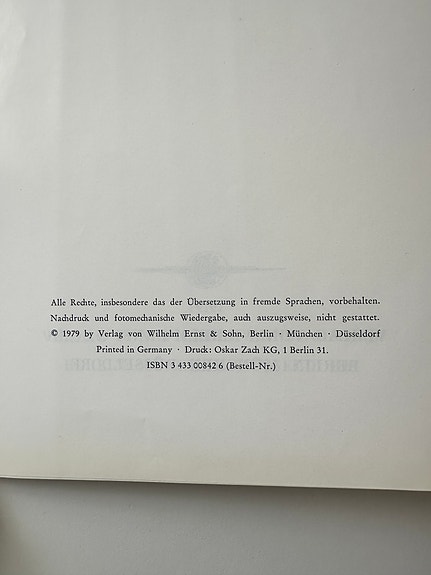 Alle Rechte, insbesondere das der Übersetzung in fremde Sprachen, vorbehalten.
Nachdruck und fotomechanische Wiedergabe, auch auszugsweise, nicht gestattet.
© 1979 by Verlag von Wilhelm Ernst & Sohn, Berlin · München · Düsseldorf
Printed in Germany · Druck: Oskar Zach KG, 1 Berlin 31.
ISBN 3 433 00842 6 (Bestell-Nr.)